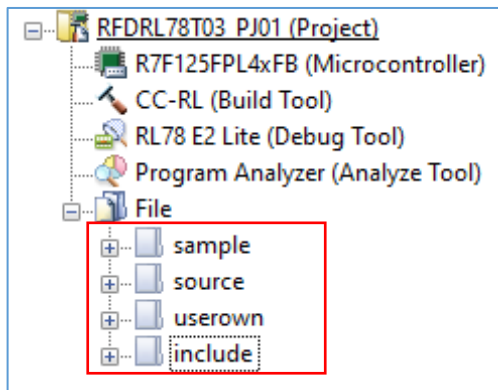 RFDRL78T03_PJ01 (Project)
R7F125FPL4xFB (Microcontroller)
CC-RL (Build Tool)
RL78 E2 Lite (Debug Tool)
Program Analyzer (Analyze Tool)
File
sample
source
userown
include